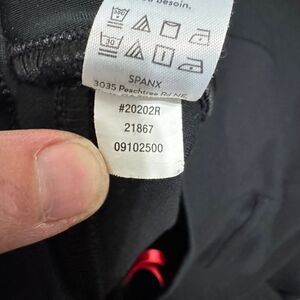 besoin.
SPANX
3035 Peachtree Rd NE
#20202R
21867
09102500